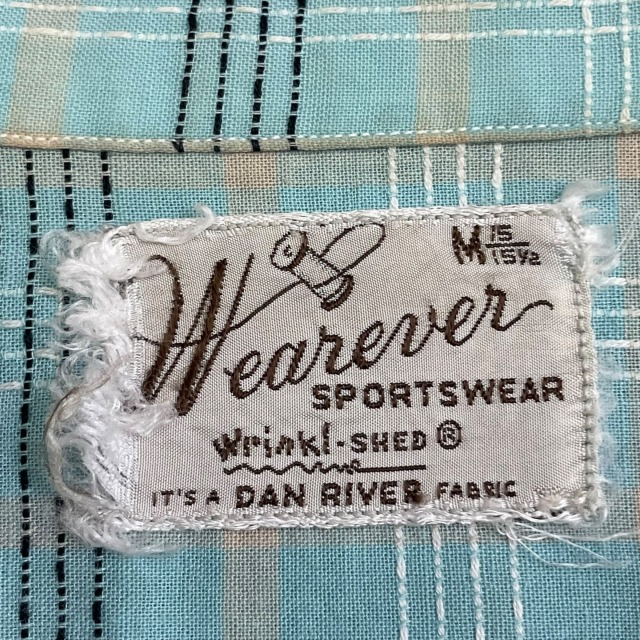 M 15/15½
Wearever
SPORTSWEAR
Wrinkl-SHED ®
IT'S A DAN RIVER FABRIC